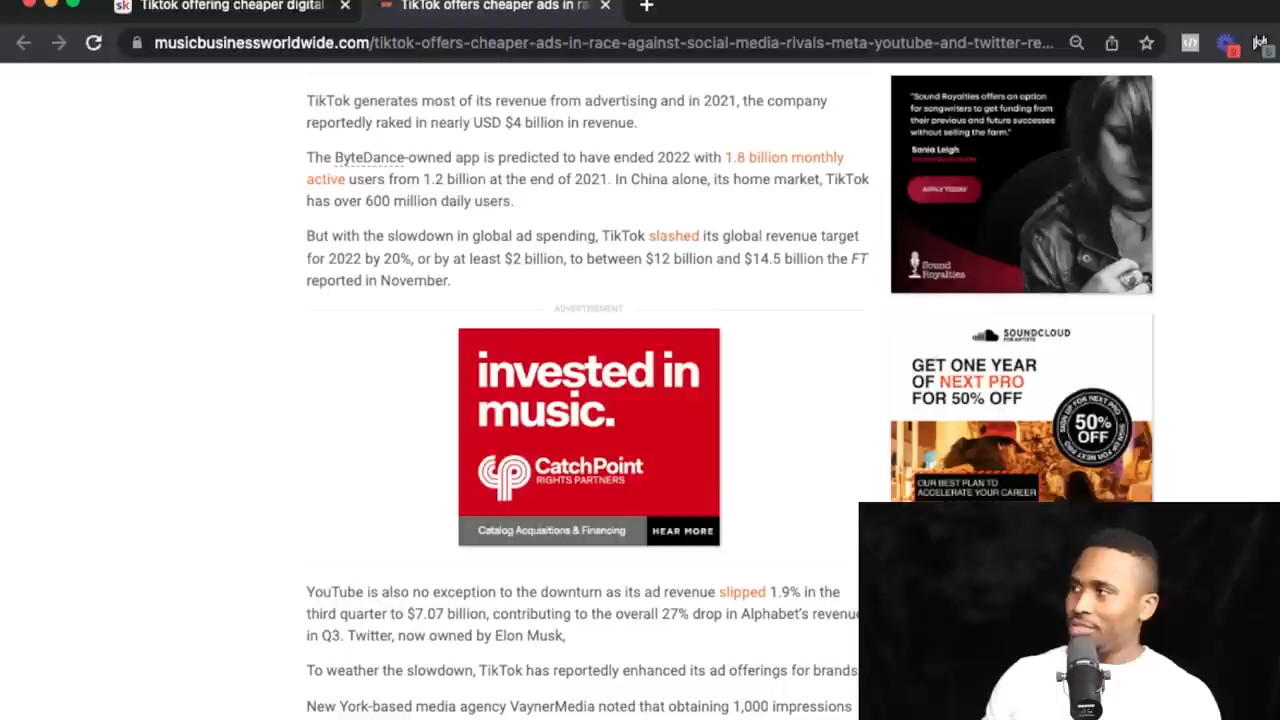 sk Tiktok offering cheaper digital
TikTok offers cheaper ads in ra
musicbusinessworldwide.com/tiktok-offers-cheaper-ads-in-race-against-social-media-rivals-meta-youtube-and-twitter-re...
TikTok generates most of its revenue from advertising and in 2021, the company
reportedly raked in nearly USD $4 billion in revenue.
The ByteDance-owned app is predicted to have ended 2022 with 1.8 billion monthly
active users from 1.2 billion at the end of 2021. In China alone, its home market, TikTok
has over 600 million daily users.
But with the slowdown in global ad spending, TikTok slashed its global revenue target
for 2022 by 20%, or by at least $2 billion, to between $12 billion and $14.5 billion the FT
reported in November.
ADVERTISEMENT
invested in
music.
CatchPoint
RIGHTS PARTNERS
Catalog Acquisitions & Financing
HEAR MORE
YouTube is also no exception to the downturn as its ad revenue slipped 1.9% in the
third quarter to $7.07 billion, contributing to the overall 27% drop in Alphabet's revenue
in Q3. Twitter, now owned by Elon Musk,
To weather the slowdown, TikTok has reportedly enhanced its ad offerings for brands
New York-based media agency VaynerMedia noted that obtaining 1,000 impressions
"Sound Royalties offers an option
for songwriters to get funding from
their previous and future successes
without selling the farm."
Sonia Leigh
APPLY TODAY
Sound
Royalties
SOUNDCLOUD
FOR ARTISTS
GET ONE YEAR
OF NEXT PRO
FOR 50% OFF
SIGN UP FOR NEXT PRO
50%
OFF
OUR BEST PLAN TO
ACCELERATE YOUR CAREER